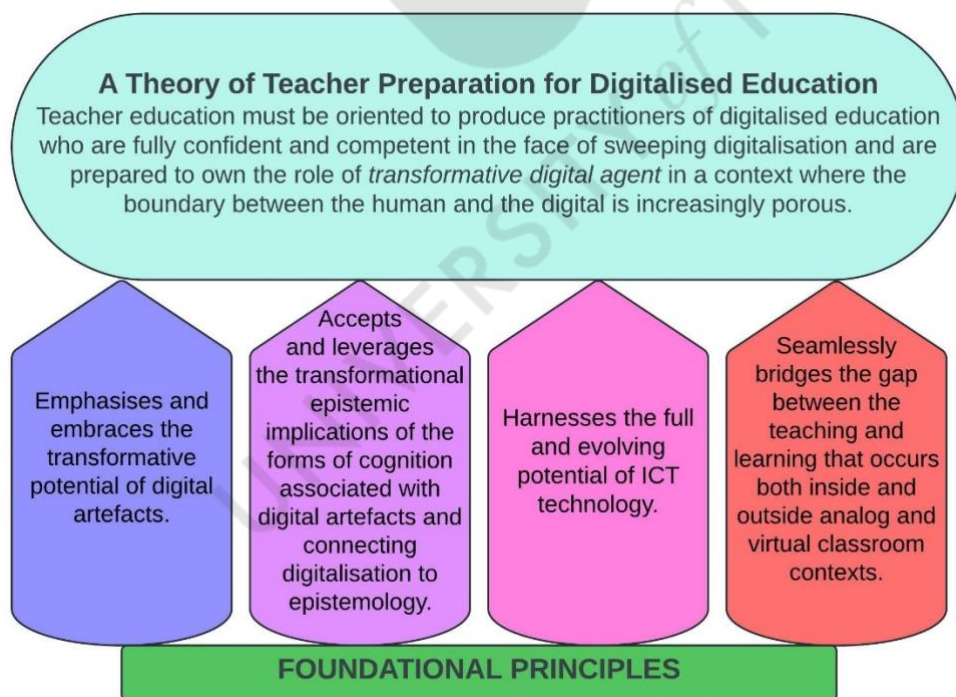 A Theory of Teacher Preparation for Digitalised Education
Teacher education must be oriented to produce practitioners of digitalised education
who are fully confident and competent in the face of sweeping digitalisation and are
prepared to own the role of transformative digital agent in a context where the
boundary between the human and the digital is increasingly porous.
Emphasises and
embraces the
transformative
potential of digital
artefacts.
Accepts
and leverages
the transformational
epistemic
implications of the
forms of cognition
associated with
digital artefacts and
connecting
digitalisation to
epistemology.
Harnesses the full
and evolving
potential of ICT
technology.
Seamlessly
bridges the gap
between the
teaching and
learning that occurs
both inside and
outside analog and
virtual classroom
contexts.
FOUNDATIONAL PRINCIPLES
UNIVERSITY of